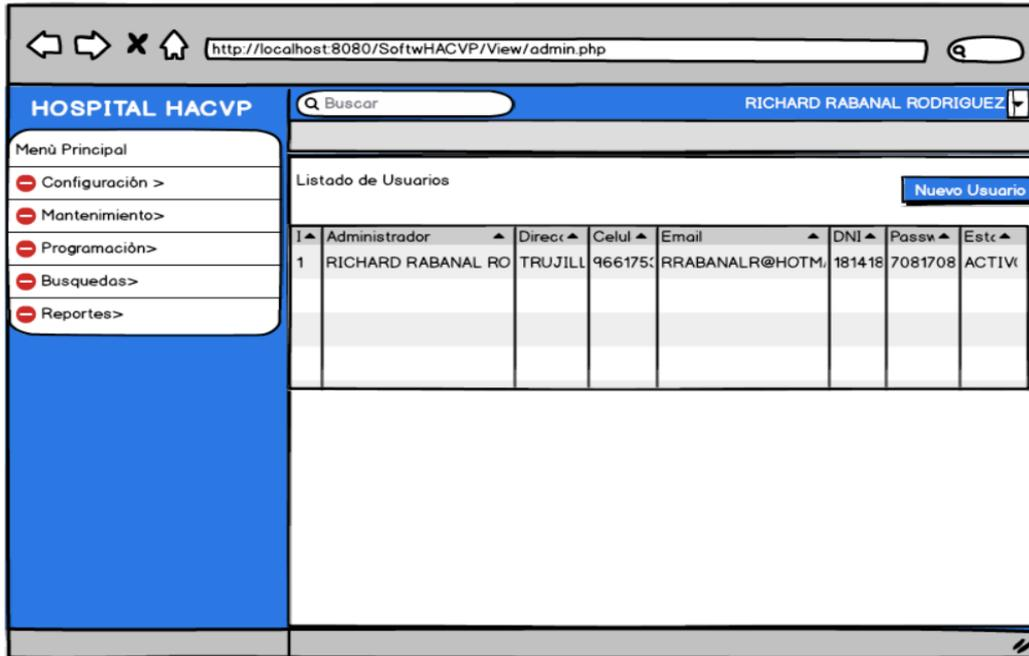 http://localhost:8080/SoftwHACVP/View/admin.php
HOSPITAL HACVP
Buscar
RICHARD RABANAL RODRIGUEZ
Menù Principal
Configuraciòn >
Mantenimiento>
Programaciòn>
Busquedas>
Reportes>
Listado de Usuarios
Nuevo Usuario
I Administrador Direcc Celul Email DNI Passw Esta
1 RICHARD RABANAL RO TRUJILL 966175 RRABANALR@HOTM 181418 7081708 ACTIV